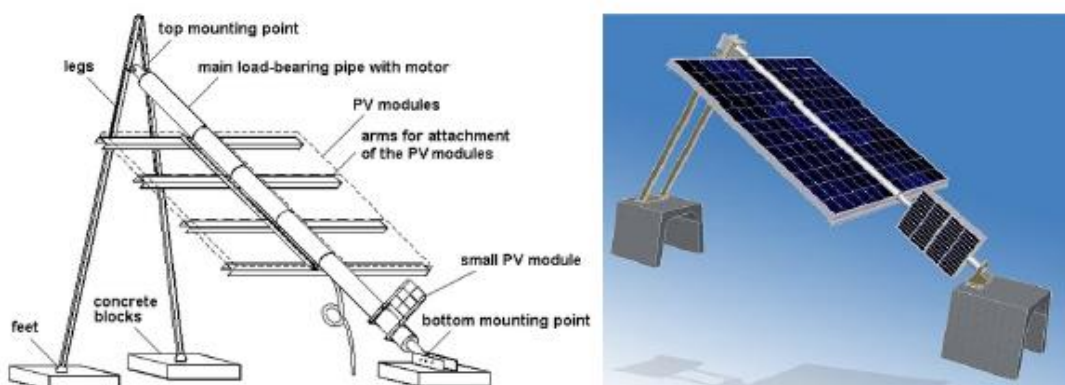 top mounting point
legs
main load-bearing pipe with motor
PV modules
arms for attachment
of the PV modules
small PV module
concrete
blocks
bottom mounting point
feet